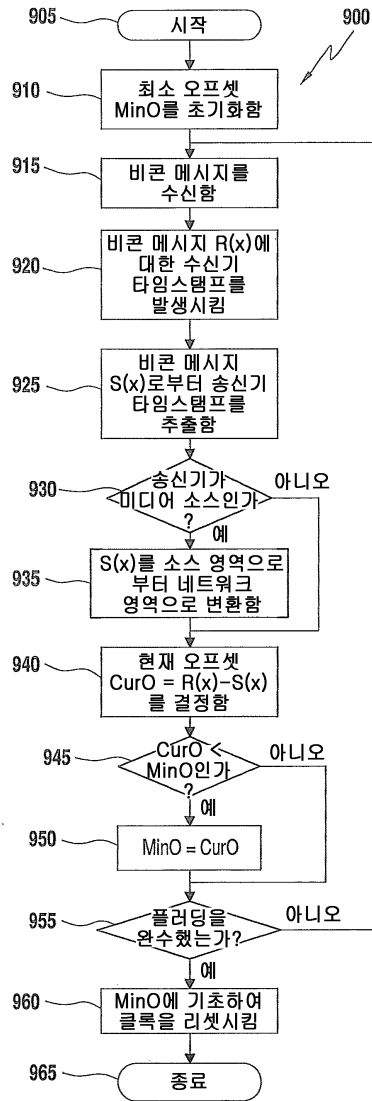 905
시작
900
910
최소 오프셋
MinO를 초기화함
915
비콘 메시지를
수신함
920
비콘 메시지 R(x)에
대한 수신기
타임스탬프를
발생시킴
925
비콘 메시지
S(x)로부터 송신기
타임스탬프를
추출함
930
송신기가
미디어 소스인가
?
아니오
예
935
S(x)를 소스 영역으로
부터 네트워크
영역으로 변환함
940
현재 오프셋
CurO = R(x)-S(x)
를 결정함
945
CurO <
MinO인가
?
아니오
예
950
MinO = CurO
955
플러딩을
완수했는가?
아니오
예
960
MinO에 기초하여
클록을 리셋시킴
965
종료